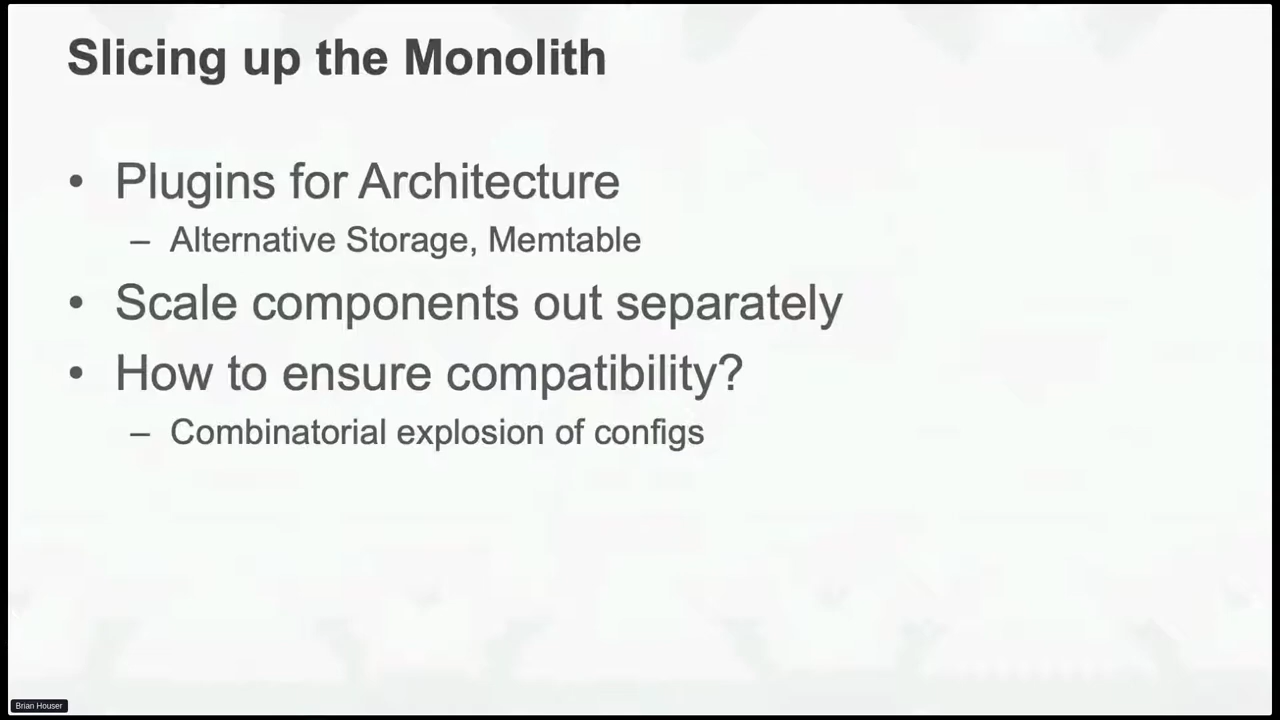 Slicing up the Monolith
• Plugins for Architecture
– Alternative Storage, Memtable
• Scale components out separately
• How to ensure compatibility?
– Combinatorial explosion of configs
Brian Houser